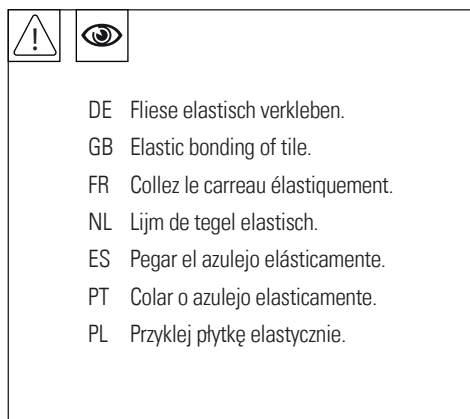 DE Fliese elastisch verkleben.
GB Elastic bonding of tile.
FR Collez le carreau élastiquement.
NL Lijm de tegel elastisch.
ES Pegar el azulejo elásticamente.
PT Colar o azulejo elasticamente.
PL Przyklej płytkę elastycznie.